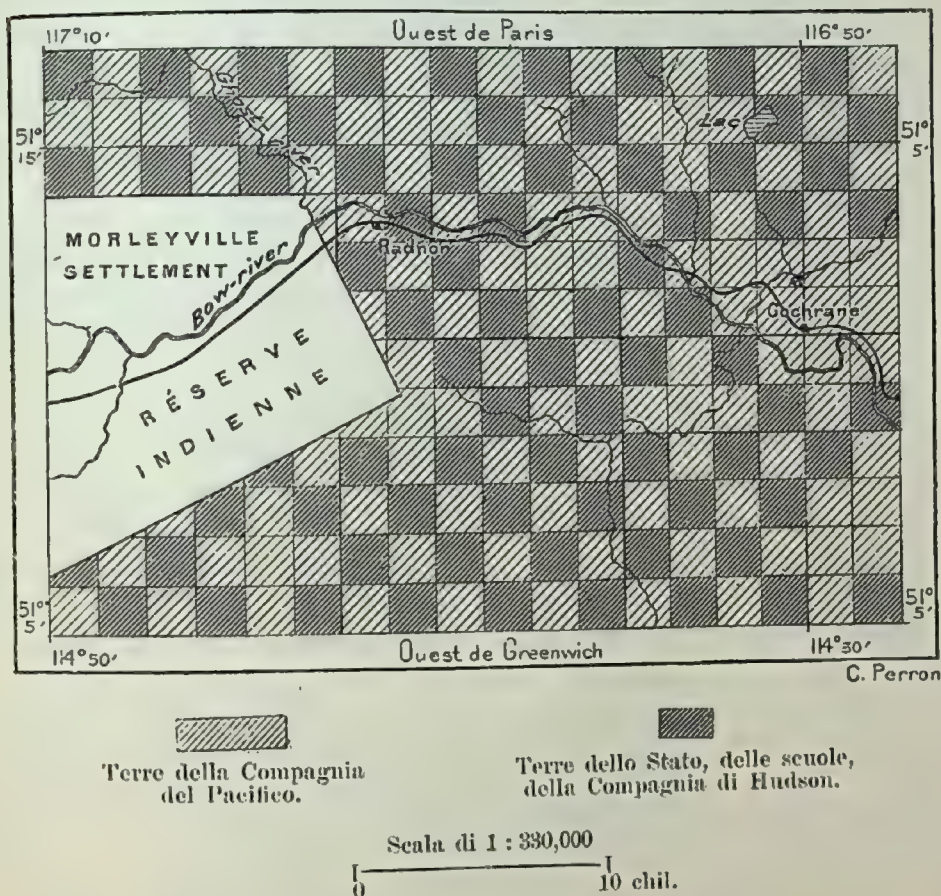 117°10′ Ouest de Paris 116°50′
Ghost-river
Lac
51°
15′
51°
5′
MORLEYVILLE
SETTLEMENT
Bow-river
Radnor
Cochrane
RÉSERVE
INDIENNE
51°
5′
51°
5′
114°50′ Ouest de Greenwich 114°30′
C. Perron
Terre della Compagnia
del Pacifico.
Terre dello Stato, delle scuole,
della Compagnia di Hudson.
Scala di 1 : 330,000
0 10 chil.